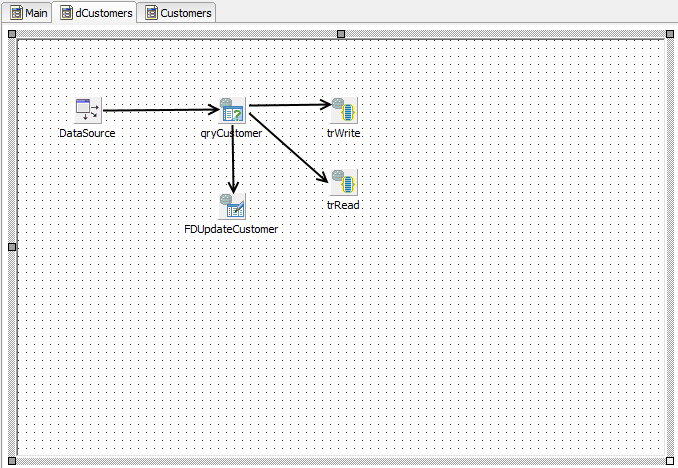 Main
dCustomers
Customers
DataSource
qryCustomer
trWrite
trRead
FDUpdateCustomer